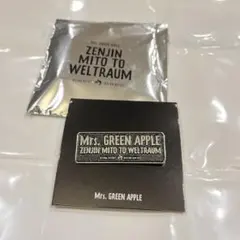 ZENJIN
MITO TO
WELTRAUM
Mrs. GREEN APPLE
ZENJIN MITO TO
WELTRAUM
Mrs. GREEN APPLE